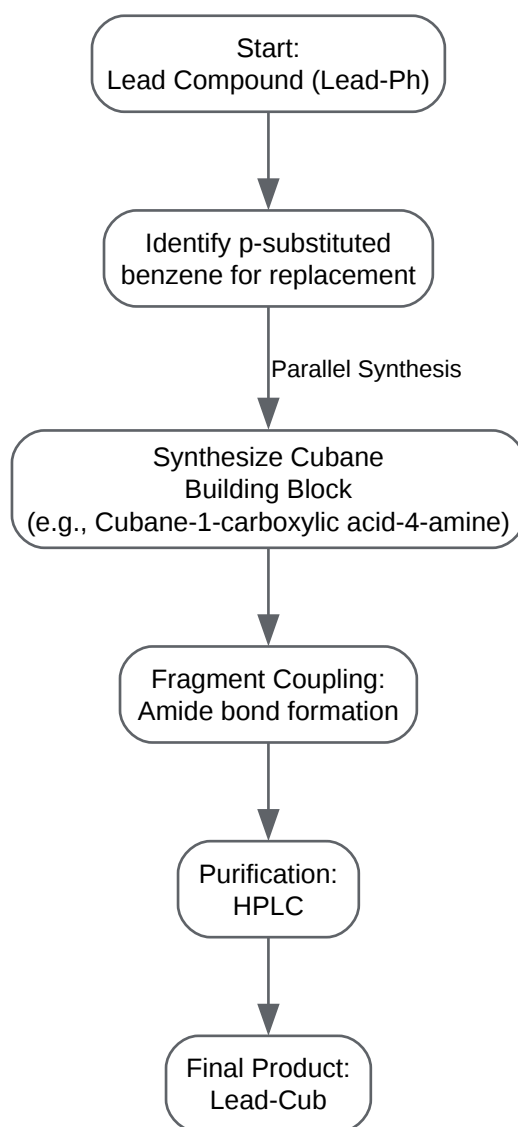 Start:
Lead Compound (Lead-Ph)
Identify p-substituted
benzene for replacement
Parallel Synthesis
Synthesize Cubane
Building Block
(e.g., Cubane-1-carboxylic acid-4-amine)
Fragment Coupling:
Amide bond formation
Purification:
HPLC
Final Product:
Lead-Cub